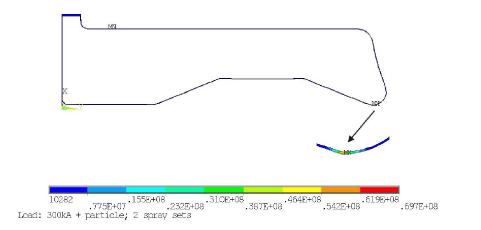 MN
X
MX
MX
10282 .155E+08 .310E+08 .464E+08 .619E+08
.775E+07 .232E+08 .387E+08 .542E+08 .697E+08
Load: 300kA + particle; 2 spray sets